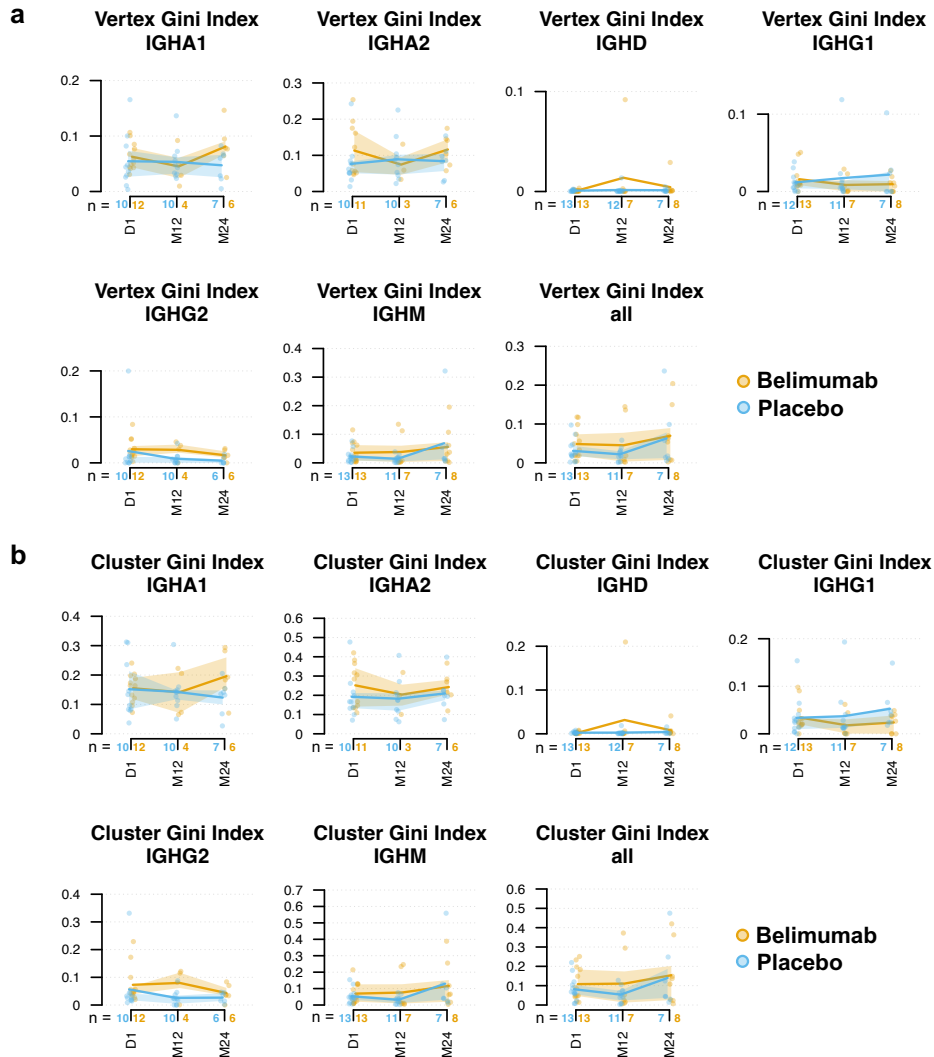 a
Vertex Gini Index
IGHA1
0.2
0.1
0
n = 10 12 10 4 7 6
D1
M12
M24
Vertex Gini Index
IGHA2
0.3
0.2
0.1
0
n = 10 11 10 3 7 6
D1
M12
M24
Vertex Gini Index
IGHD
0.1
0
n = 13 13 12 7 7 8
D1
M12
M24
Vertex Gini Index
IGHG1
0.1
0
n = 12 13 11 7 7 8
D1
M12
M24
Vertex Gini Index
IGHG2
0.2
0.1
0
n = 10 12 10 4 6 6
D1
M12
M24
Vertex Gini Index
IGHM
0.4
0.3
0.2
0.1
0
n = 13 13 11 7 7 8
D1
M12
M24
Vertex Gini Index
all
0.3
0.2
0.1
0
n = 13 13 11 7 7 8
D1
M12
M24
Belimumab
Placebo
b
Cluster Gini Index
IGHA1
0.4
0.3
0.2
0.1
0
n = 10 12 10 4 7 6
D1
M12
M24
Cluster Gini Index
IGHA2
0.6
0.5
0.4
0.3
0.2
0.1
0
n = 10 11 10 3 7 6
D1
M12
M24
Cluster Gini Index
IGHD
0.2
0.1
0
n = 13 13 12 7 7 8
D1
M12
M24
Cluster Gini Index
IGHG1
0.2
0.1
0
n = 12 13 11 7 7 8
D1
M12
M24
Cluster Gini Index
IGHG2
0.4
0.3
0.2
0.1
0
n = 10 12 10 4 6 6
D1
M12
M24
Cluster Gini Index
IGHM
0.7
0.6
0.5
0.4
0.3
0.2
0.1
0
n = 13 13 11 7 7 8
D1
M12
M24
Cluster Gini Index
all
0.6
0.5
0.4
0.3
0.2
0.1
0
n = 13 13 11 7 7 8
D1
M12
M24
Belimumab
Placebo